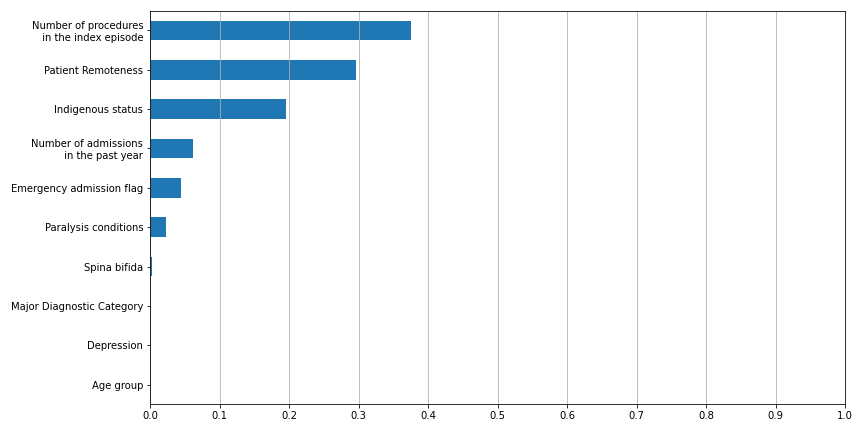 Number of procedures
in the index episode
Patient Remoteness
Indigenous status
Number of admissions
in the past year
Emergency admission flag
Paralysis conditions
Spina bifida
Major Diagnostic Category
Depression
Age group
0.0 0.1 0.2 0.3 0.4 0.5 0.6 0.7 0.8 0.9 1.0